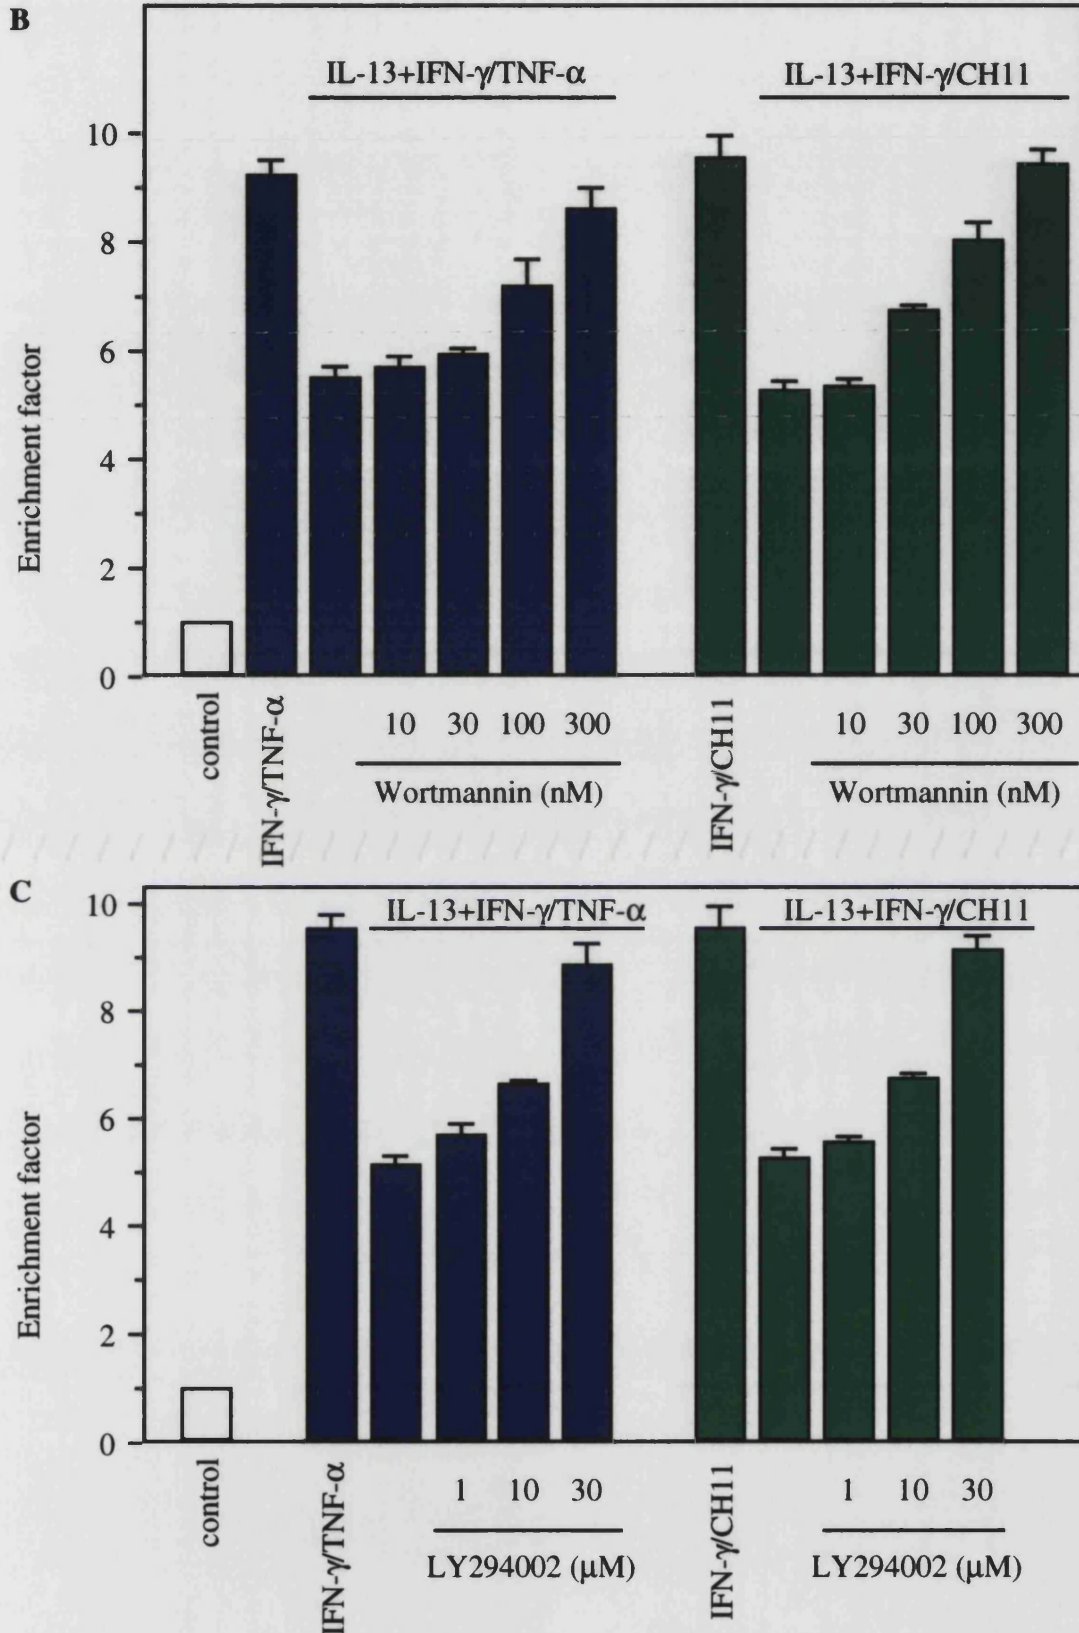 B
IL-13+IFN-γ/TNF-α
IL-13+IFN-γ/CH11
10
8
6
4
2
0
Enrichment factor
control
IFN-γ/TNF-α
10 30 100 300
Wortmannin (nM)
IFN-γ/CH11
10 30 100 300
Wortmannin (nM)
C
IL-13+IFN-γ/TNF-α
IL-13+IFN-γ/CH11
10
8
6
4
2
0
Enrichment factor
control
IFN-γ/TNF-α
1 10 30
LY294002 (μM)
IFN-γ/CH11
1 10 30
LY294002 (μM)